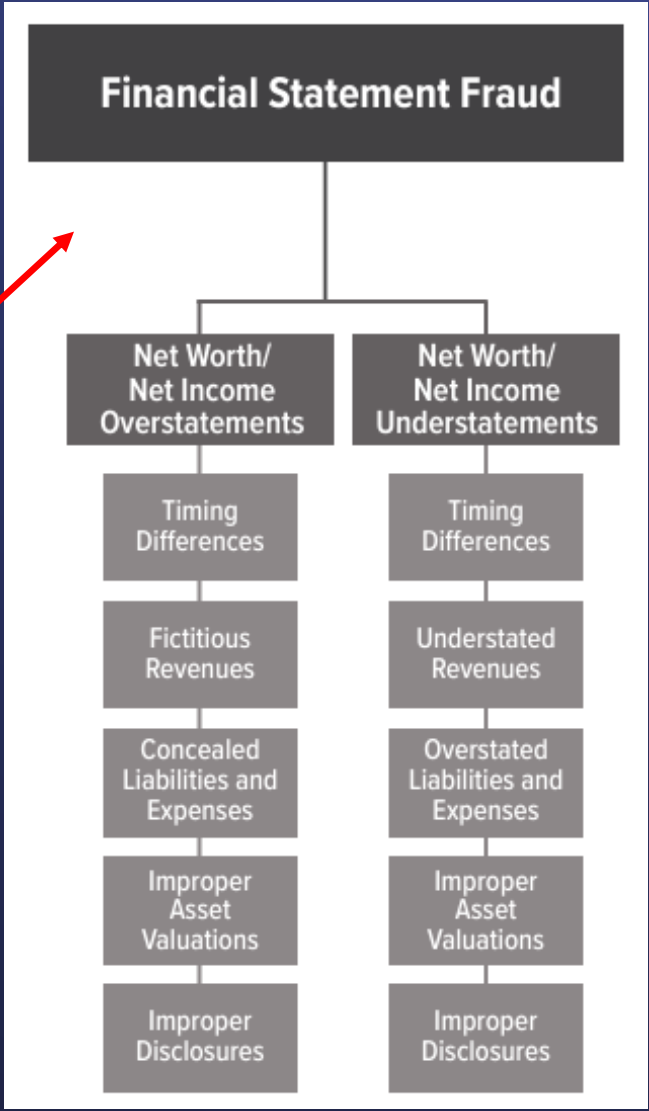 Financial Statement Fraud
Net Worth/
Net Income
Overstatements
Timing
Differences
Fictitious
Revenues
Concealed
Liabilities and
Expenses
Improper
Asset
Valuations
Improper
Disclosures
Net Worth/
Net Income
Understatements
Timing
Differences
Understated
Revenues
Overstated
Liabilities and
Expenses
Improper
Asset
Valuations
Improper
Disclosures